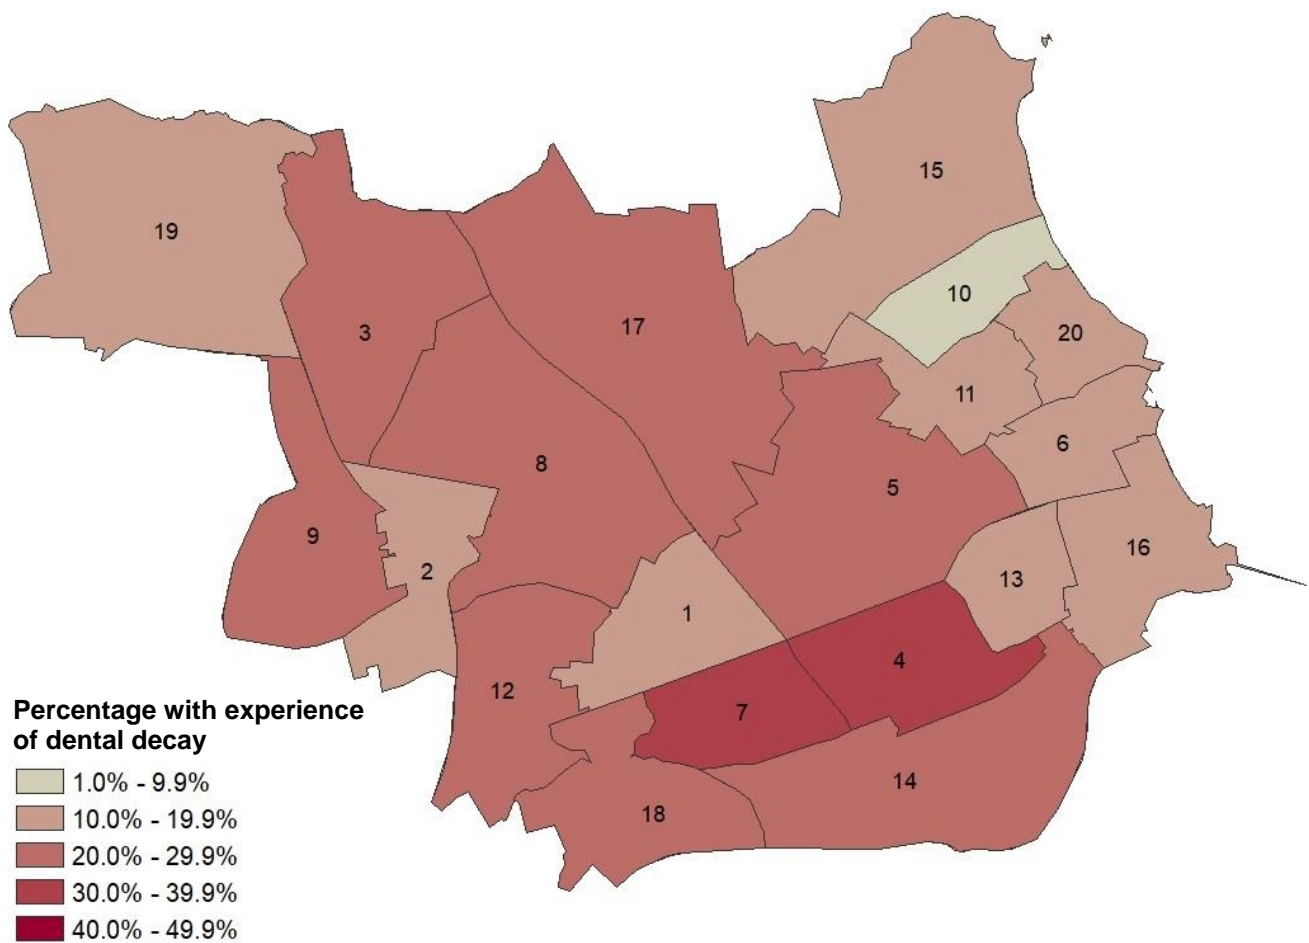 15
19
10
3
17
20
11
6
8
5
9
16
2
13
1
4
12
7
14
18
Percentage with experience
of dental decay
1.0% - 9.9%
10.0% - 19.9%
20.0% - 29.9%
30.0% - 39.9%
40.0% - 49.9%